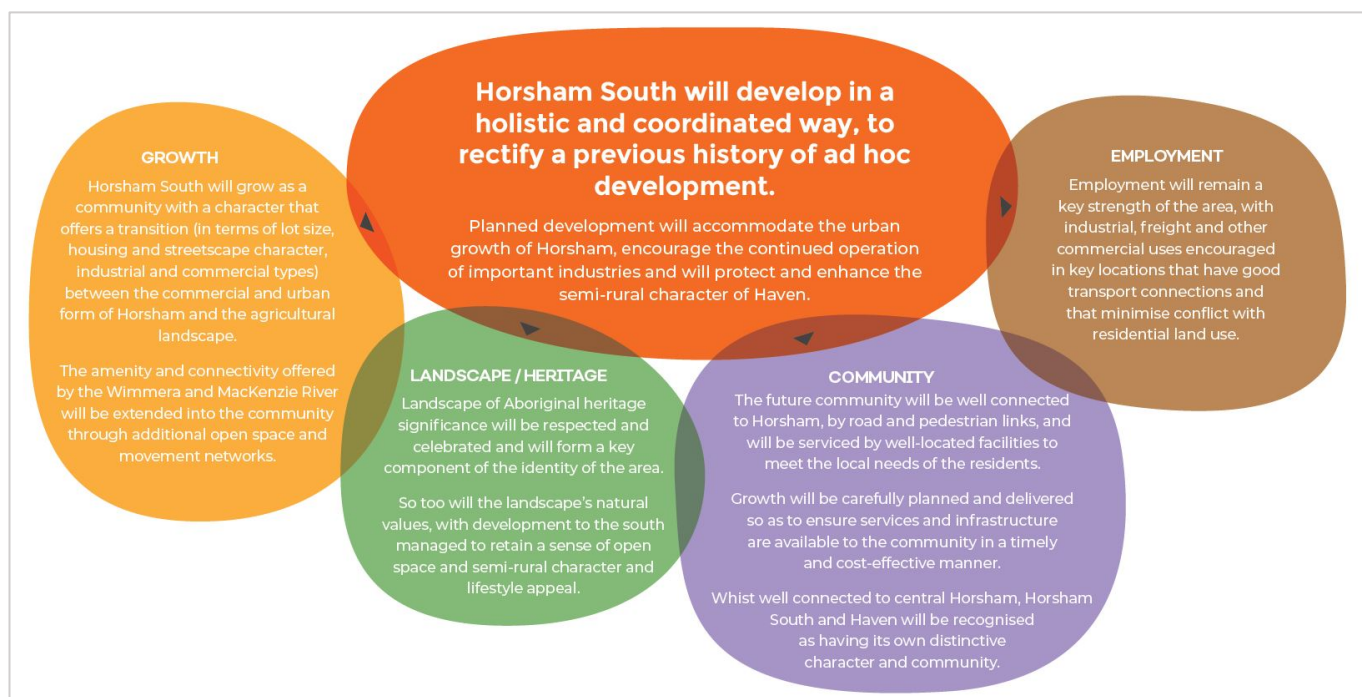 Horsham South will develop in a
holistic and coordinated way, to
rectify a previous history of ad hoc
development.
Planned development will accommodate the urban
growth of Horsham, encourage the continued operation
of important industries and will protect and enhance the
semi-rural character of Haven.
GROWTH
Horsham South will grow as a
community with a character that
offers a transition (in terms of lot size,
housing and streetscape character,
industrial and commercial types)
between the commercial and urban
form of Horsham and the agricultural
landscape.
The amenity and connectivity offered
by the Wimmera and MacKenzie River
will be extended into the community
through additional open space and
movement networks.
LANDSCAPE / HERITAGE
Landscape of Aboriginal heritage
significance will be respected and
celebrated and will form a key
component of the identity of the area.
So too will the landscape's natural
values, with development to the south
managed to retain a sense of open
space and semi-rural character and
lifestyle appeal.
COMMUNITY
The future community will be well connected
to Horsham, by road and pedestrian links, and
will be serviced by well-located facilities to
meet the local needs of the residents.
Growth will be carefully planned and delivered
so as to ensure services and infrastructure
are available to the community in a timely
and cost-effective manner.
Whist well connected to central Horsham, Horsham
South and Haven will be recognised
as having its own distinctive
character and community.
EMPLOYMENT
Employment will remain a
key strength of the area, with
industrial, freight and other
commercial uses encouraged
in key locations that have good
transport connections and
that minimise conflict with
residential land use.